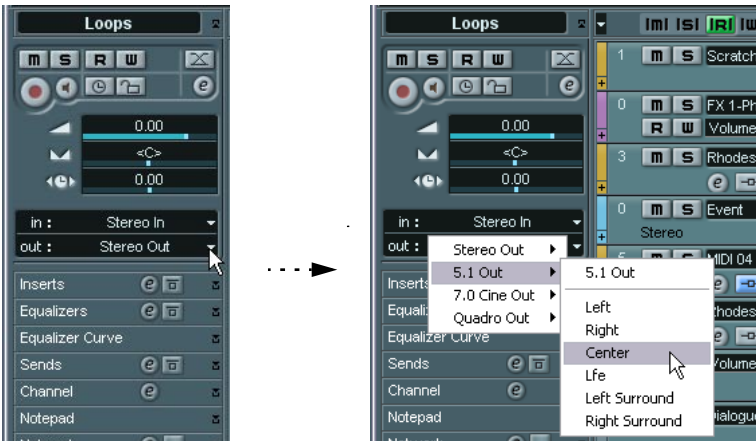 Loops
m S R W
e
0.00
<C>
0.00
in : Stereo In
out : Stereo Out
Inserts e
Equalizers e
Equalizer Curve
Sends e
Channel e
Notepad
Loops
m S R W
e
0.00
<C>
0.00
in : Stereo In
out :
Inserts
Equali
Equalizer Curve
Sends e
Channel e
Notepad
Stereo Out
5.1 Out
7.0 Cine Out
Quadro Out
5.1 Out
Left
Right
Center
Lfe
Left Surround
Right Surround
m S R
1 m S Scratch
0 m S FX 1-Ph
R W Volume
3 m S Rhodes
e
0 m S Event
Stereo
MIDI 04
e
Rhodes
e
Volume
Dialogue